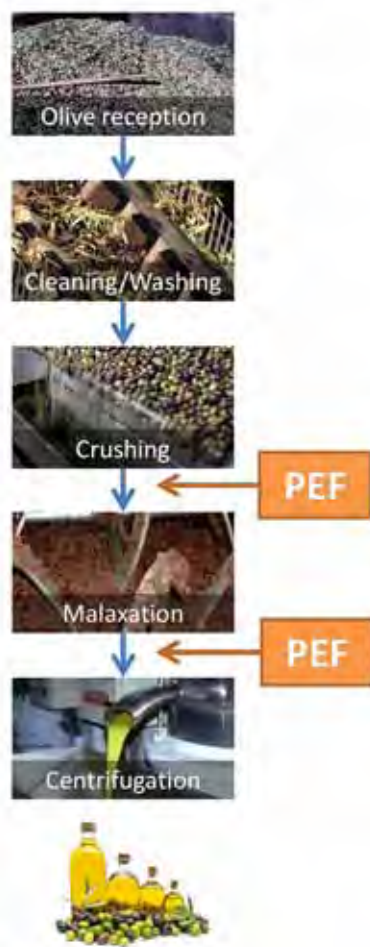 Olive reception
Cleaning/Washing
Crushing
PEF
Malaxation
PEF
Centrifugation